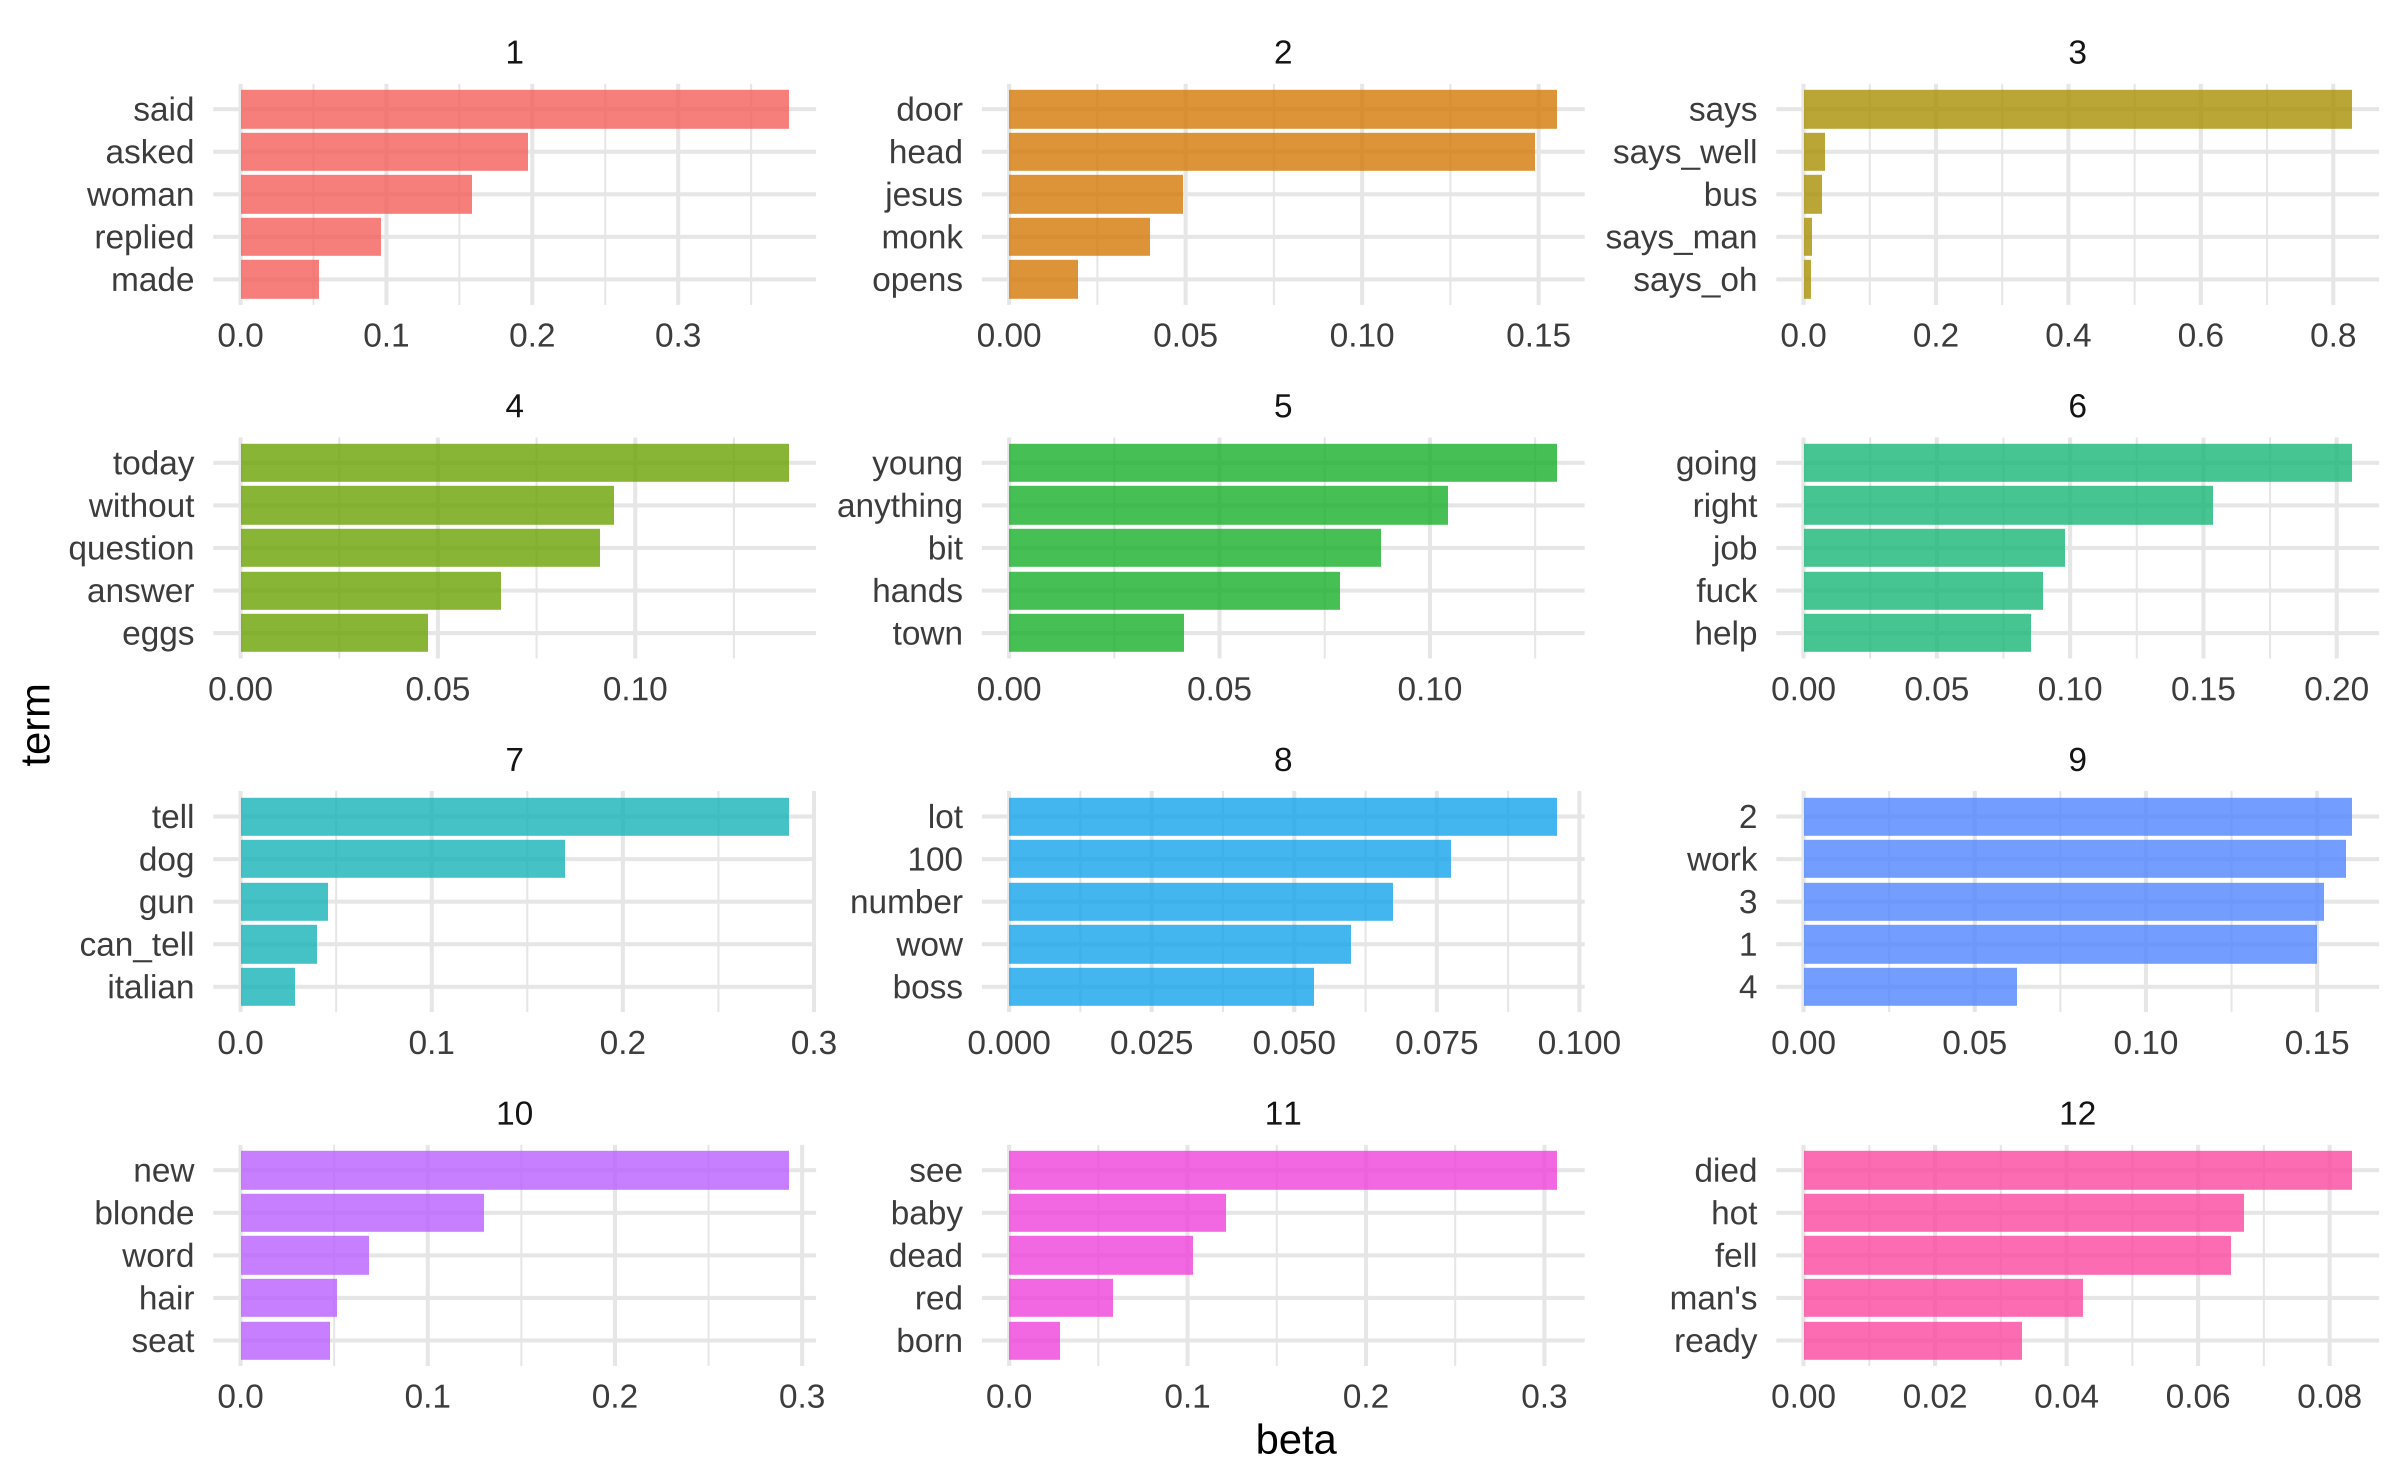 1
said
asked
woman
replied
made
0.0 0.1 0.2 0.3
2
door
head
jesus
monk
opens
0.00 0.05 0.10 0.15
3
says
says_well
bus
says_man
says_oh
0.0 0.2 0.4 0.6 0.8
4
today
without
question
answer
eggs
0.00 0.05 0.10
5
young
anything
bit
hands
town
0.00 0.05 0.10
6
going
right
job
fuck
help
0.00 0.05 0.10 0.15 0.20
7
tell
dog
gun
can_tell
italian
0.0 0.1 0.2 0.3
8
lot
100
number
wow
boss
0.000 0.025 0.050 0.075 0.100
9
2
work
3
1
4
0.00 0.05 0.10 0.15
10
new
blonde
word
hair
seat
0.0 0.1 0.2 0.3
11
see
baby
dead
red
born
0.0 0.1 0.2 0.3
12
died
hot
fell
man's
ready
0.00 0.02 0.04 0.06 0.08
term
beta